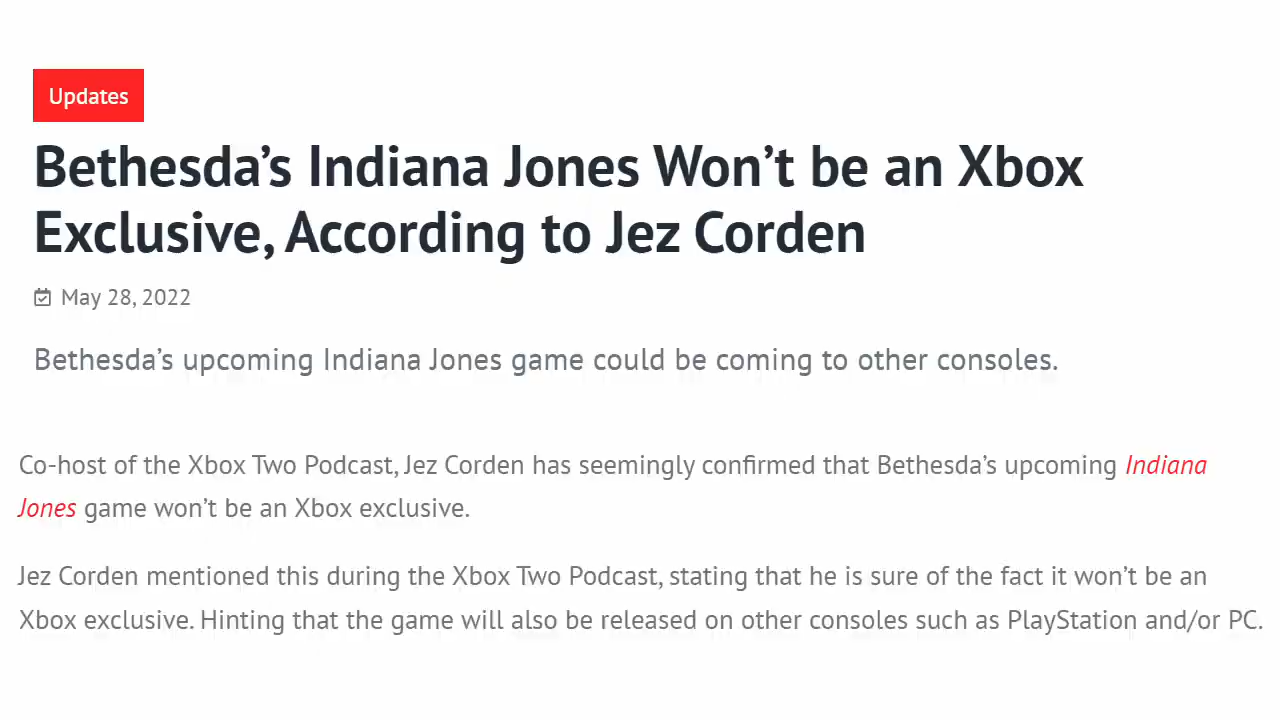 Updates
Bethesda’s Indiana Jones Won’t be an Xbox
Exclusive, According to Jez Corden
May 28, 2022
Bethesda’s upcoming Indiana Jones game could be coming to other consoles.
Co-host of the Xbox Two Podcast, Jez Corden has seemingly confirmed that Bethesda’s upcoming Indiana
Jones game won’t be an Xbox exclusive.
Jez Corden mentioned this during the Xbox Two Podcast, stating that he is sure of the fact it won’t be an
Xbox exclusive. Hinting that the game will also be released on other consoles such as PlayStation and/or PC.